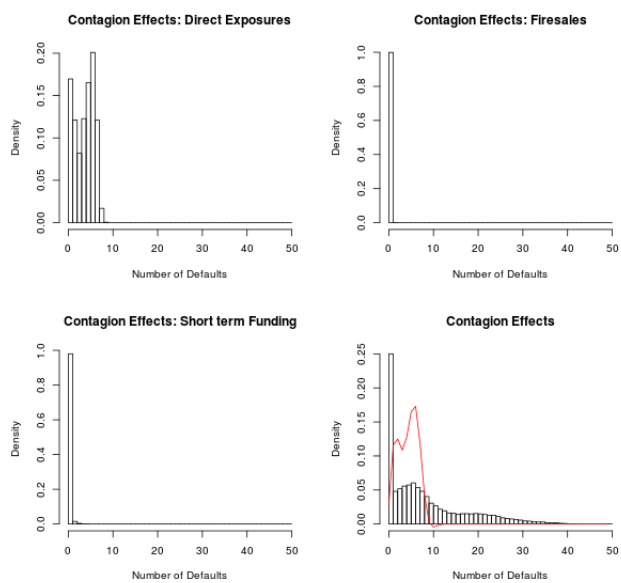 Contagion Effects: Direct Exposures
Density
0.00 0.05 0.10 0.15 0.20
0 10 20 30 40 50
Number of Defaults
Contagion Effects: Firesales
Density
0.0 0.2 0.4 0.6 0.8 1.0
0 10 20 30 40 50
Number of Defaults
Contagion Effects: Short term Funding
Density
0.0 0.2 0.4 0.6 0.8 1.0
0 10 20 30 40 50
Number of Defaults
Contagion Effects
Density
0.00 0.05 0.10 0.15 0.20 0.25
0 10 20 30 40 50
Number of Defaults